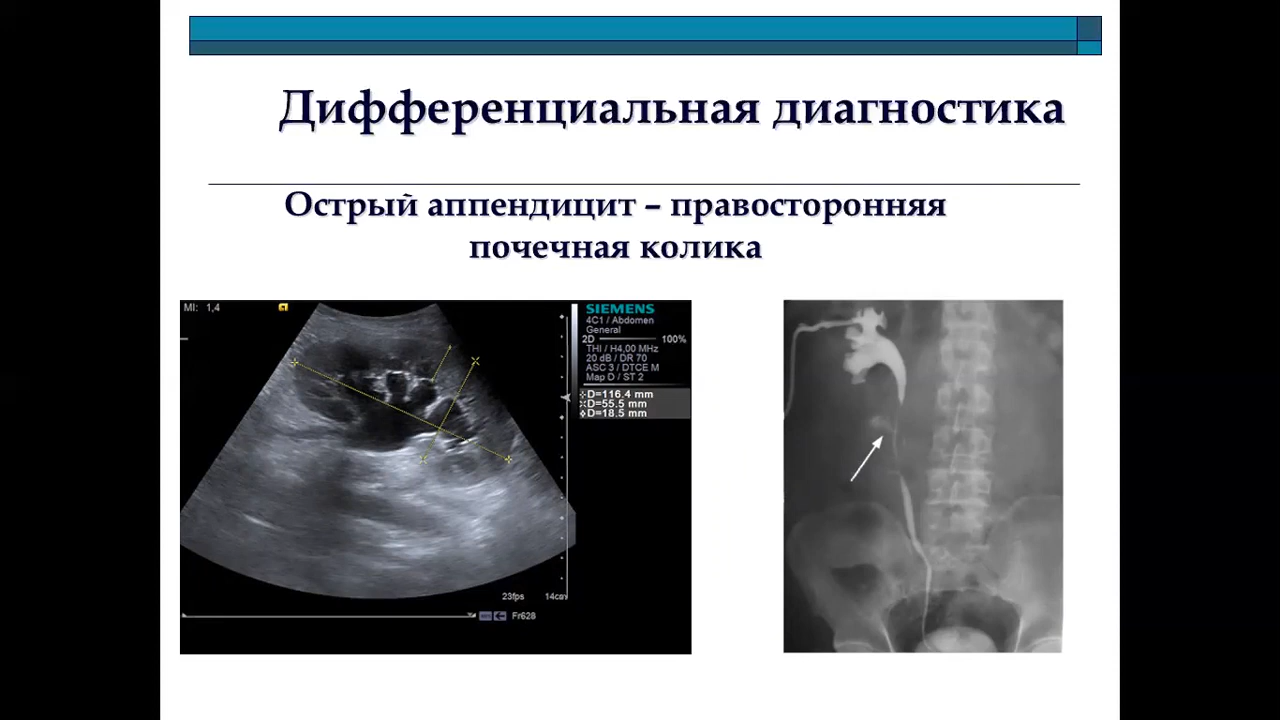 Дифференциальная диагностика
Острый аппендицит – правосторонняя
почечная колика
MI: 1,4
SIEMENS
4C1 / Abdomen
General
2D 100%
THI / H4,00 MHz
20 dB / DR 70
ASC 3 / DTCE M
Map D / ST 2
D=116.4 mm
D=55.5 mm
D=18.5 mm
23fps 14cm
Fr628